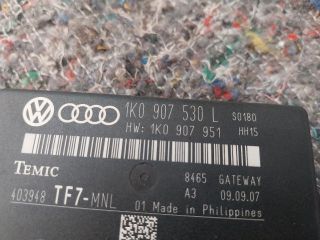 1K0 907 530 L S0180
HW: 1K0 907 951 HH15
TEMIC 8465 GATEWAY
A3 09.09.07
403948 TF7-MNL 01 Made in Philippines